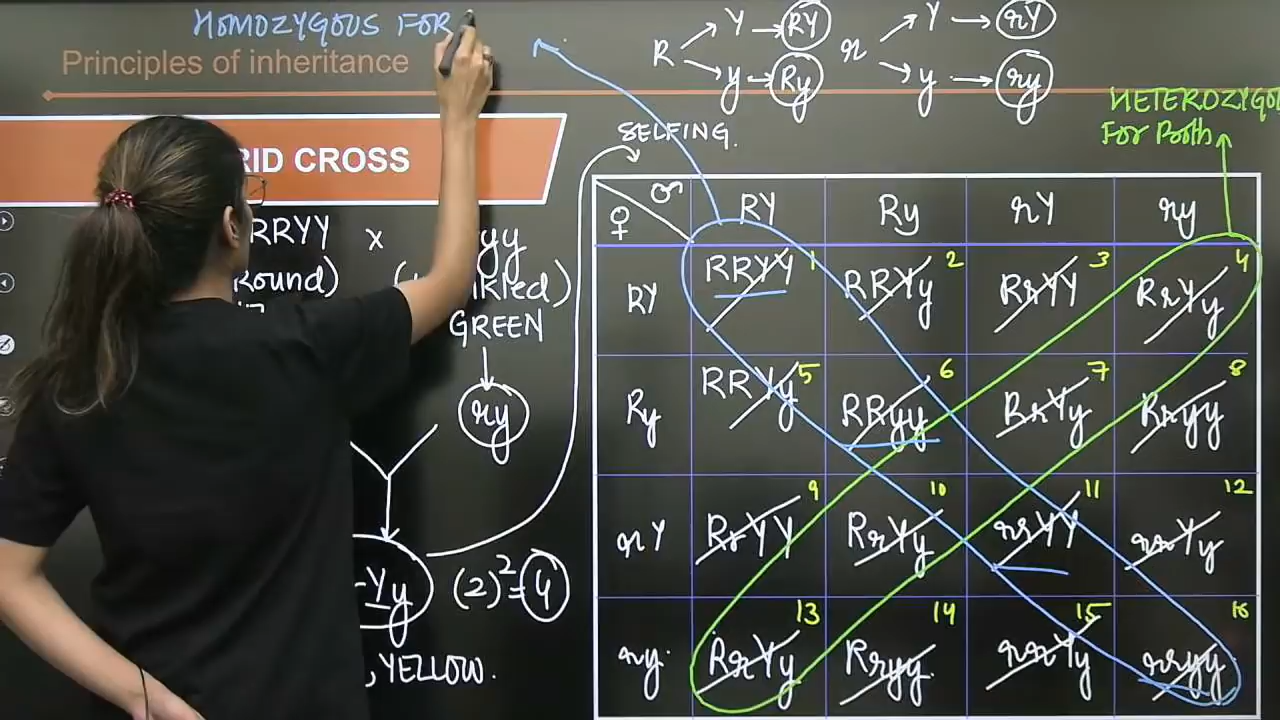 HOMOZYGOUS FOR
Principles of inheritance
RID CROSS
RRYY x yy
Round)
GREEN
ry
Yy (2)²=4
, YELLOW.
R Y RY
y Ry
r Y rY
y ry
SELFING.
HETEROZYGO
For Both
♀ ♂ RY Ry rY ry
RY RRYY 1 RRYy 2 RrYY 3 RrYy 4
Ry RRYy 5 RRyy 6 RrYy 7 Rryy 8
rY RrYY 9 RrYy 10 rrYY 11 rrYy 12
ry. RrYy 13 Rryy. 14 rrYy 15 rryy 16